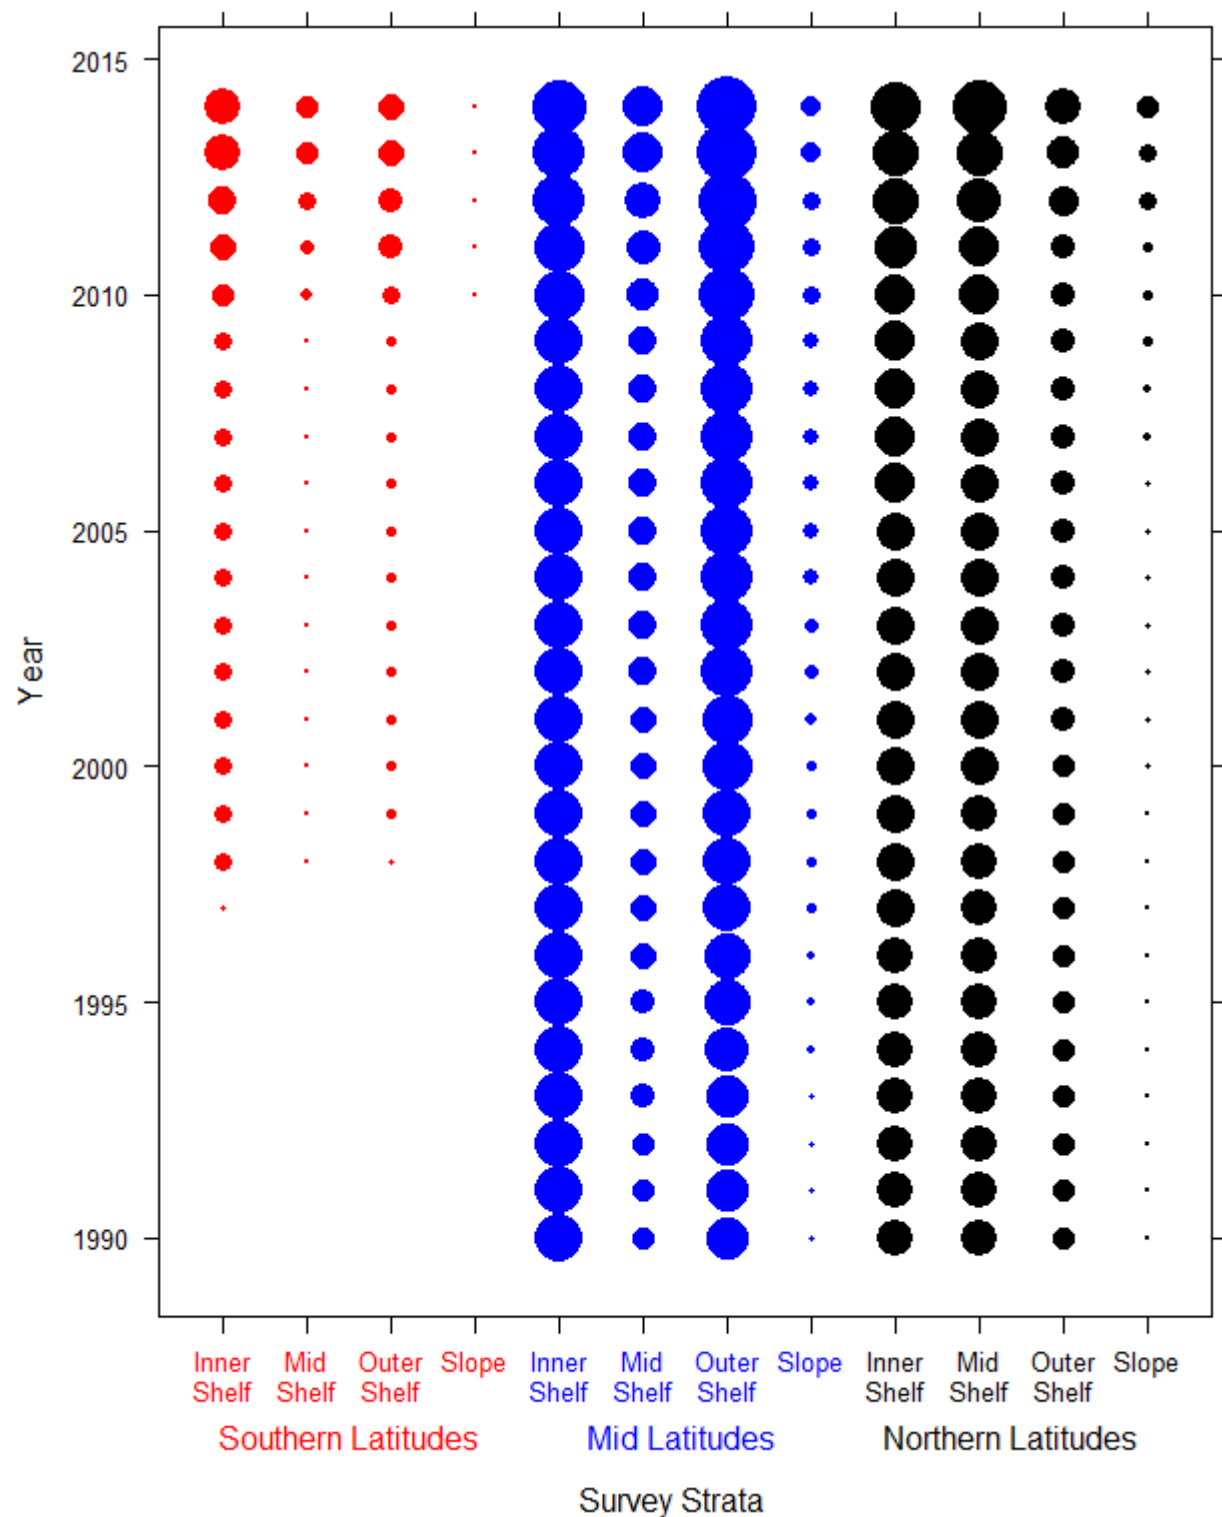 2015
2010
2005
2000
1995
1990
Year
Inner Mid Outer Slope Inner Mid Outer Slope Inner Mid Outer Slope
Shelf Shelf Shelf Shelf Shelf Shelf Shelf Shelf Shelf
Southern Latitudes Mid Latitudes Northern Latitudes
Survey Strata